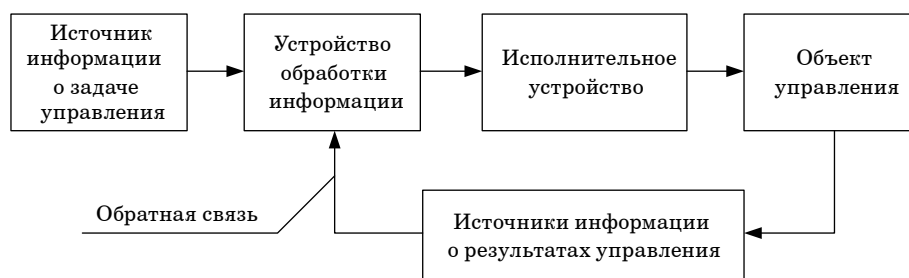 Источник
информации
о задаче
управления
Устройство
обработки
информации
Исполнительное
устройство
Объект
управления
Обратная связь
Источники информации
о результатах управления